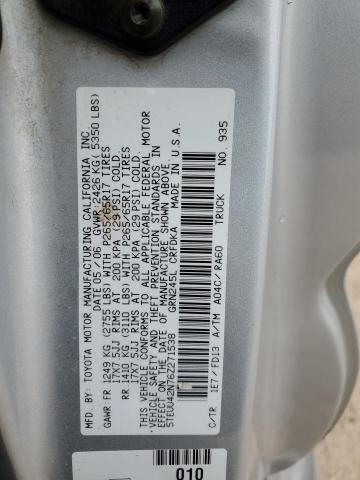 MFD. BY: TOYOTA MOTOR MANUFACTURING CALIFORNIA INC.
DATE 05/06 GVWR 2426 KG( 5350 LBS)
GAWR: FR 1249 KG (2755 LBS) WITH P265/65R17 TIRES
17X7.5JJ RIMS AT 200 KPA (29 PSI) COLD
RR 1410 KG (3110 LBS) WITH P265/65R17 TIRES
17X7.5JJ RIMS AT 200 KPA (29 PSI) COLD
THIS VEHICLE CONFORMS TO ALL APPLICABLE FEDERAL MOTOR
VEHICLE SAFETY AND THEFT PREVENTION STANDARDS
IN EFFECT ON THE DATE OF MANUFACTURE SHOWN ABOVE.
5TEUU42N76Z271538 GRN245L CRPDKA MADE IN U.S.A.
TRUCK
C/TR 1E7/FD13 A/TM A04C/RA60 NO. 935
010